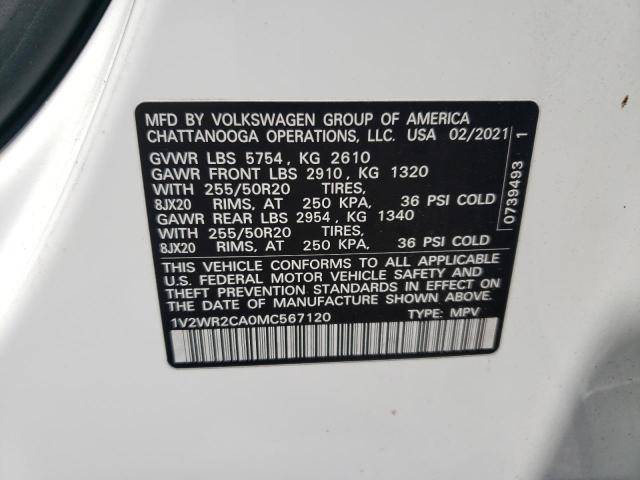 MFD BY VOLKSWAGEN GROUP OF AMERICA
CHATTANOOGA OPERATIONS, LLC. USA 02/2021
GVWR LBS 5754, KG 2610
GAWR FRONT LBS 2910, KG 1320
WITH 255/50R20 TIRES,
8JX20 RIMS, AT 250 KPA, 36 PSI COLD
GAWR REAR LBS 2954, KG 1340
WITH 255/50R20 TIRES,
8JX20 RIMS, AT 250 KPA, 36 PSI COLD
THIS VEHICLE CONFORMS TO ALL APPLICABLE
U.S. FEDERAL MOTOR VEHICLE SAFETY AND
THEFT PREVENTION STANDARDS IN EFFECT ON
THE DATE OF MANUFACTURE SHOWN ABOVE.
1V2WR2CA0MC567120 TYPE: MPV
0739493 1